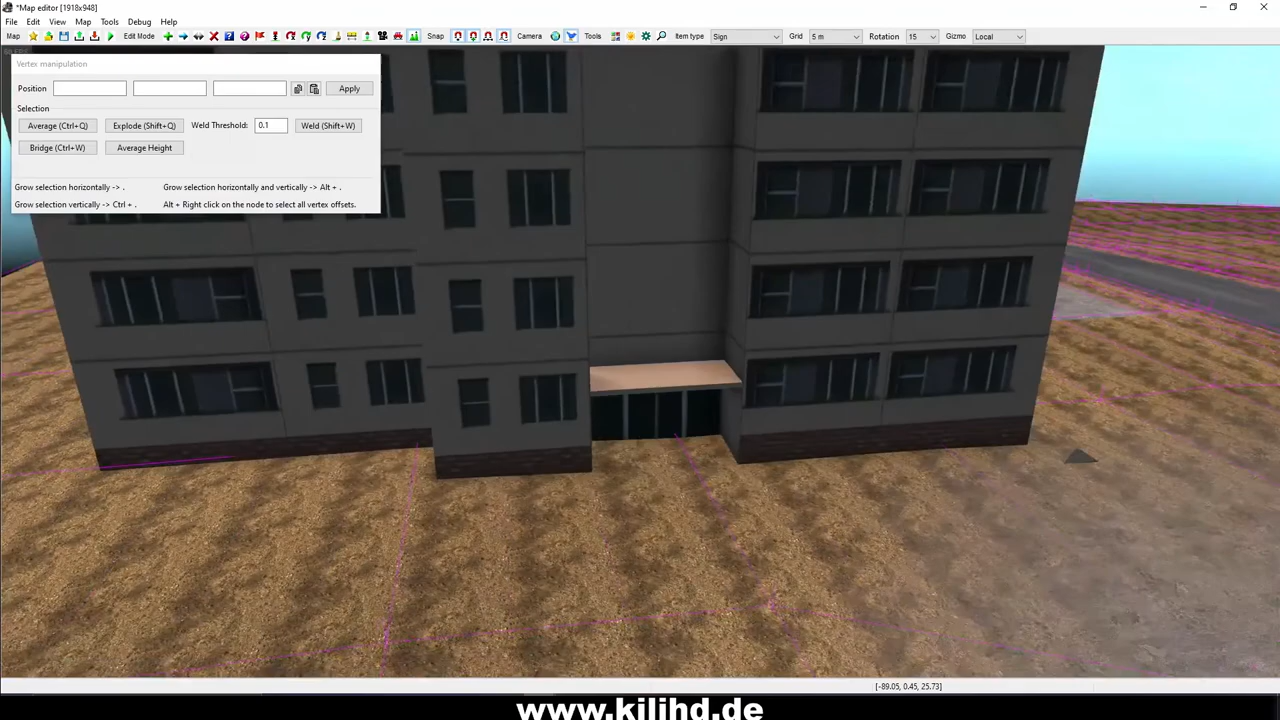 *Map editor [1918x948]
File Edit View Map Tools Debug Help
Map Edit Mode Snap Camera Tools Item type Sign Grid 5 m Rotation 15 Gizmo Local
Vertex manipulation
Position Apply
Selection
Average (Ctrl+Q) Explode (Shift+Q) Weld Threshold: 0.1 Weld (Shift+W)
Bridge (Ctrl+W) Average Height
Grow selection horizontally -> . Grow selection horizontally and vertically -> Alt + .
Grow selection vertically -> Ctrl + . Alt + Right click on the node to select all vertex offsets.
[-89.05, 0.45, 25.73]
www.kilihd.de